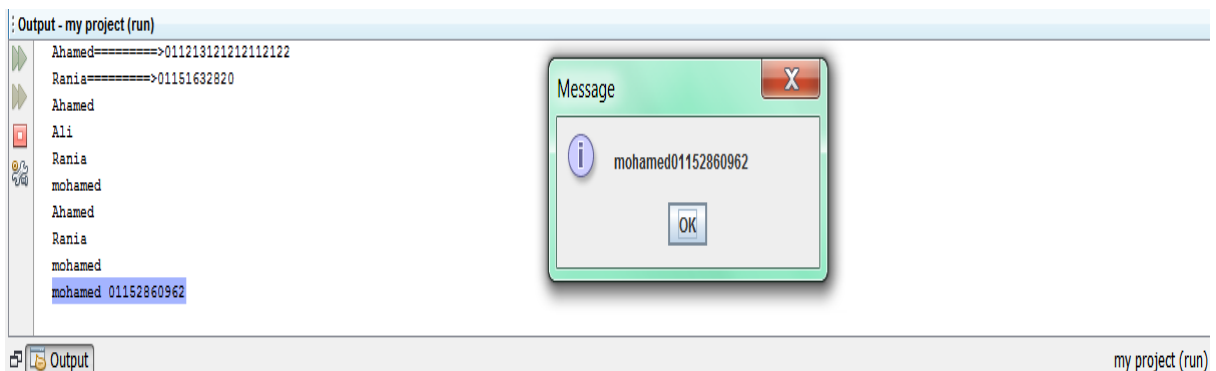 Output - my project (run)
Ahamed=========>011213121212112122
Rania=========>01151632820
Ahamed
Ali
Rania
mohamed
Ahamed
Rania
mohamed
mohamed 01152860962
Message
X
i
mohamed01152860962
OK
Output
my project (run)